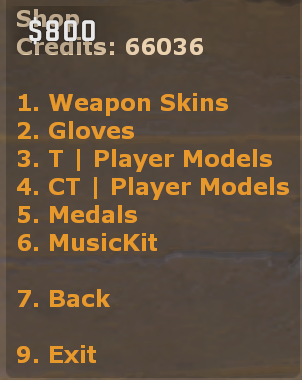 Shop
$800
Credits: 66036
1. Weapon Skins
2. Gloves
3. T | Player Models
4. CT | Player Models
5. Medals
6. MusicKit
7. Back
9. Exit